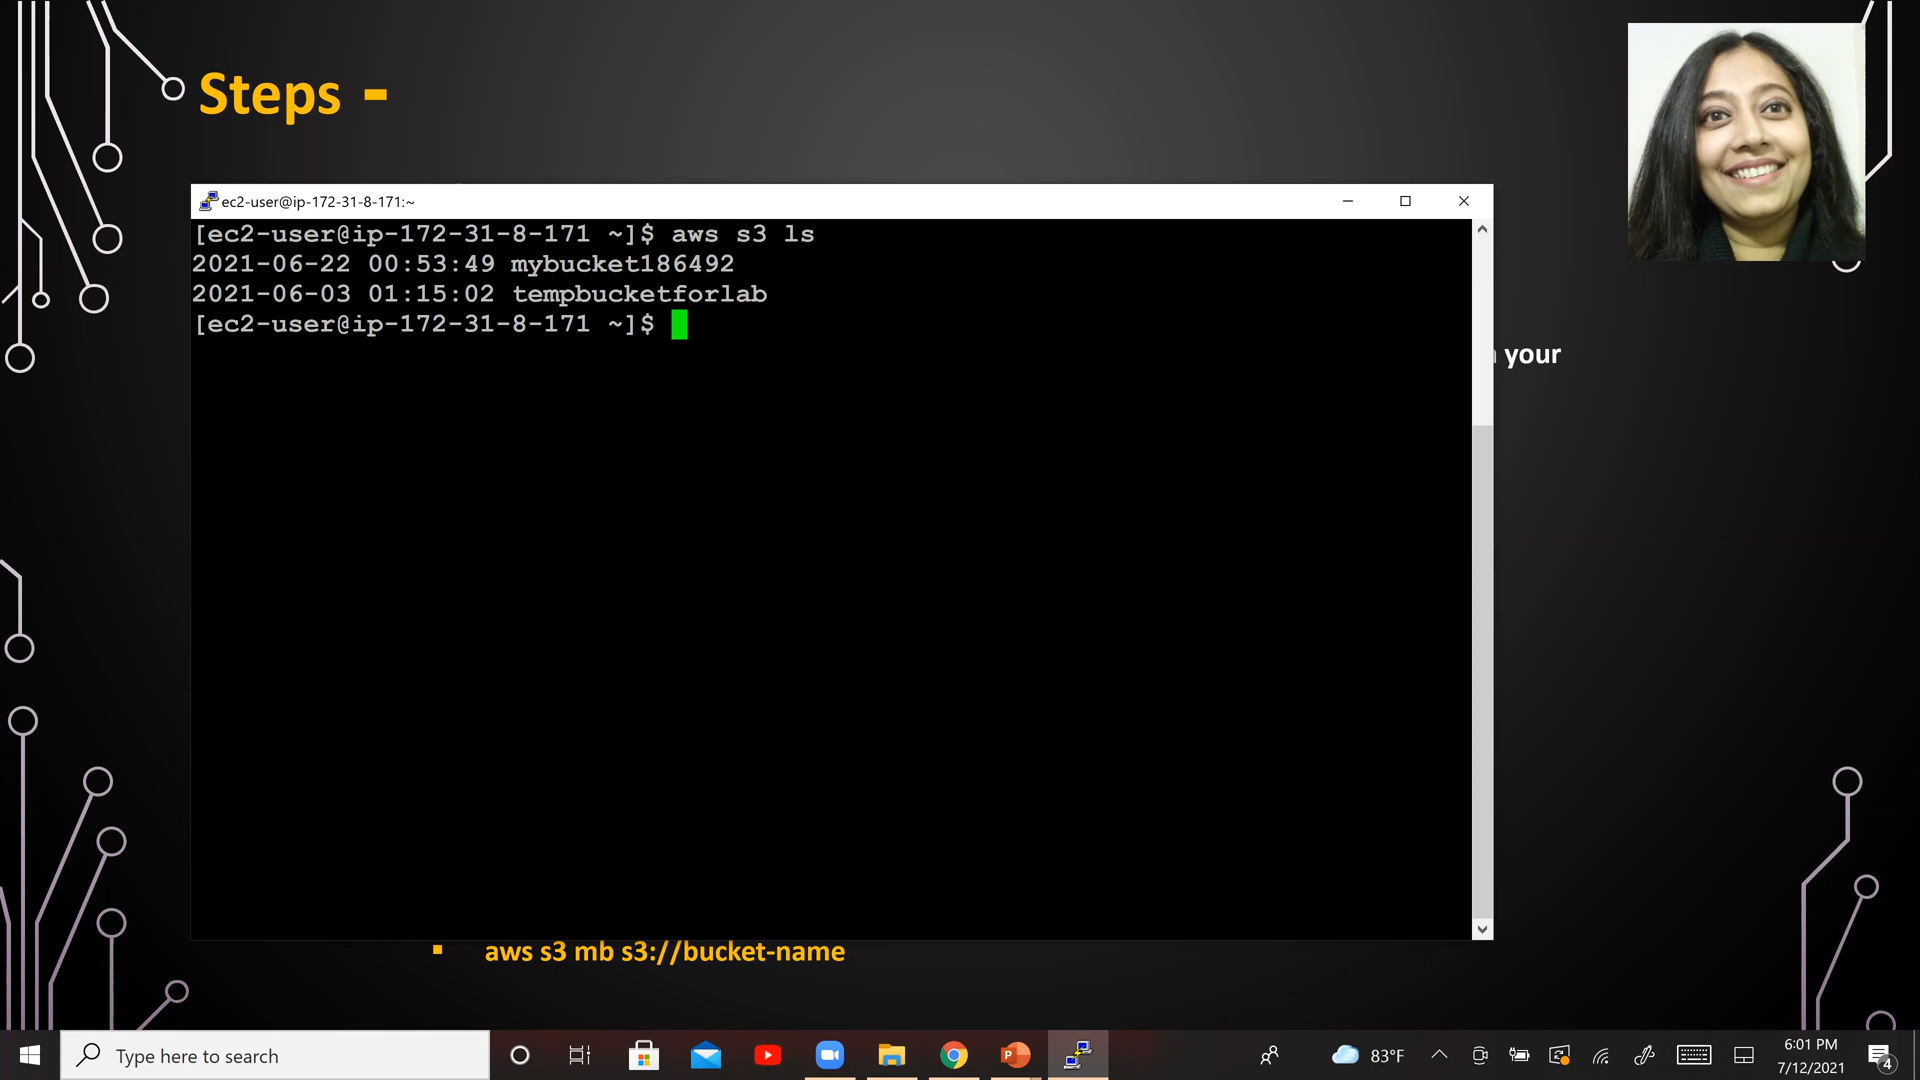 Steps -
ec2-user@ip-172-31-8-171:~
[ec2-user@ip-172-31-8-171 ~]$ aws s3 ls
2021-06-22 00:53:49 mybucket186492
2021-06-03 01:15:02 tempbucketforlab
[ec2-user@ip-172-31-8-171 ~]$
your
aws s3 mb s3://bucket-name
Type here to search
P
83°F
6:01 PM
7/12/2021
4